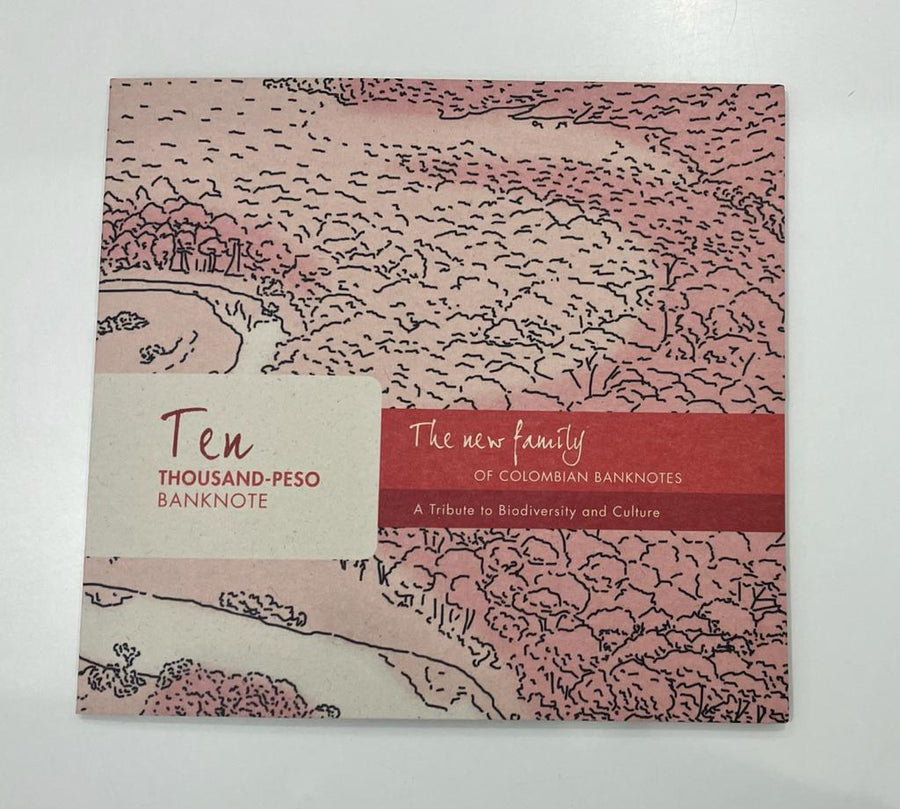 Ten
THOUSAND-PESO
BANKNOTE
The new family
OF COLOMBIAN BANKNOTES
A Tribute to Biodiversity and Culture